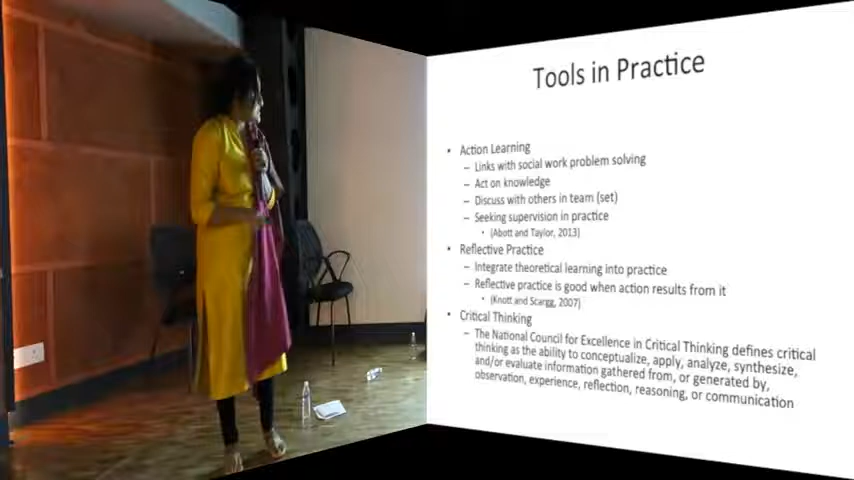 Tools in Practice
• Action Learning
– Links with social work problem solving
– Act on knowledge
– Discuss with others in team (set)
– Seeking supervision in practice
• (Abott and Taylor, 2013)
• Reflective Practice
– Integrate theoretical learning into practice
– Reflective practice is good when action results from it
• (Knott and Scargg, 2007)
• Critical Thinking
– The National Council for Excellence in Critical Thinking defines critical
thinking as the ability to conceptualize, apply, analyze, synthesize,
and/or evaluate information gathered from, or generated by,
observation, experience, reflection, reasoning, or communication